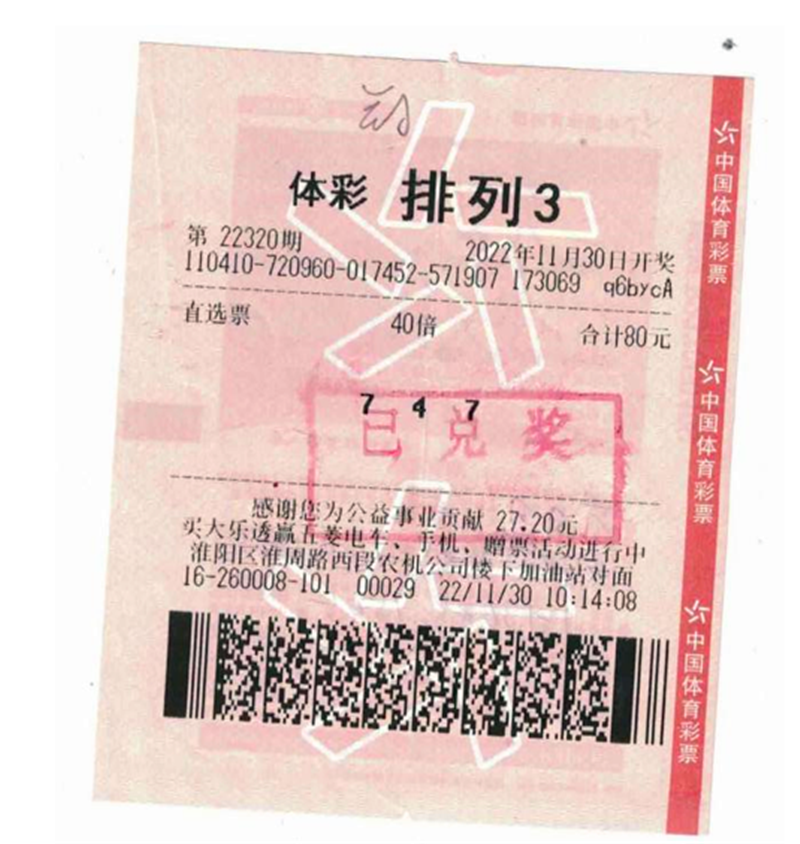 体彩 排列3
第 22320期 2022年11月30日开奖
110410-720960-017452-571907 173069 q6bycA
直选票 40倍 合计80元
7 4 7
已兑奖
感谢您为公益事业贡献 27.20元
买大乐透赢五菱电车、手机、赠票活动进行中
淮阳区淮周路西段农机公司楼下加油站对面
16-260008-101 00029 22/11/30 10:14:08
中国体育彩票
中国体育彩票
中国体育彩票